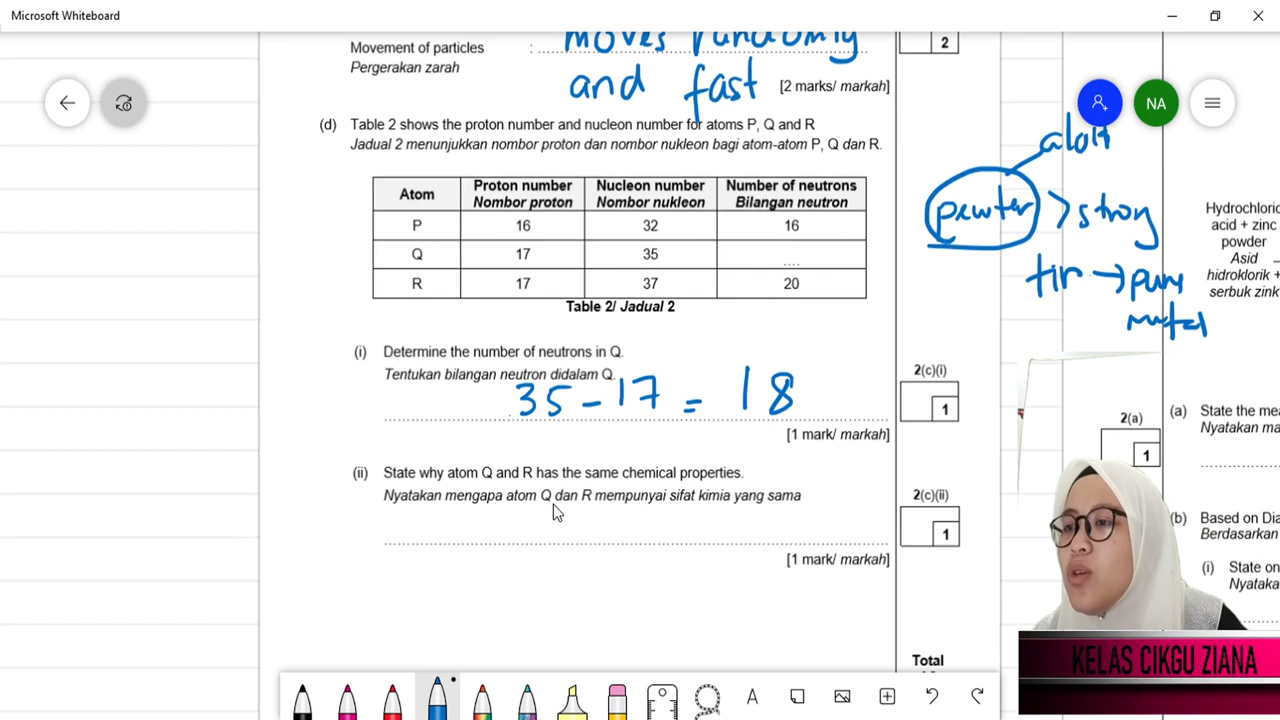 Microsoft Whiteboard
moves randomly
Movement of particles :
Pergerakan zarah
and fast
[2 marks/ markah]
2
(d) Table 2 shows the proton number and nucleon number for atoms P, Q and R
Jadual 2 menunjukkan nombor proton dan nombor nukleon bagi atom-atom P, Q dan R.
Atom Proton number Nucleon number Number of neutrons
Nombor proton Nombor nukleon Bilangan neutron
P 16 32 16
Q 17 35 ....
R 17 37 20
Table 2/ Jadual 2
(i) Determine the number of neutrons in Q.
Tentukan bilangan neutron didalam Q.
35 - 17 = 18
[1 mark/ markah]
2(c)(i)
1
(ii) State why atom Q and R has the same chemical properties.
Nyatakan mengapa atom Q dan R mempunyai sifat kimia yang sama
[1 mark/ markah]
2(c)(ii)
1
Total
NA
pewter > strong
→ pure
metal
Hydrochloric
acid + zinc
powder
Asid
hidroklorik +
serbuk zink
2(a)
1
(a) State the me
Nyatakan ma
(b) Based on Dia
Berdasarkan
(i) State on
Nyataka
KELAS CIKGU ZIANA
A